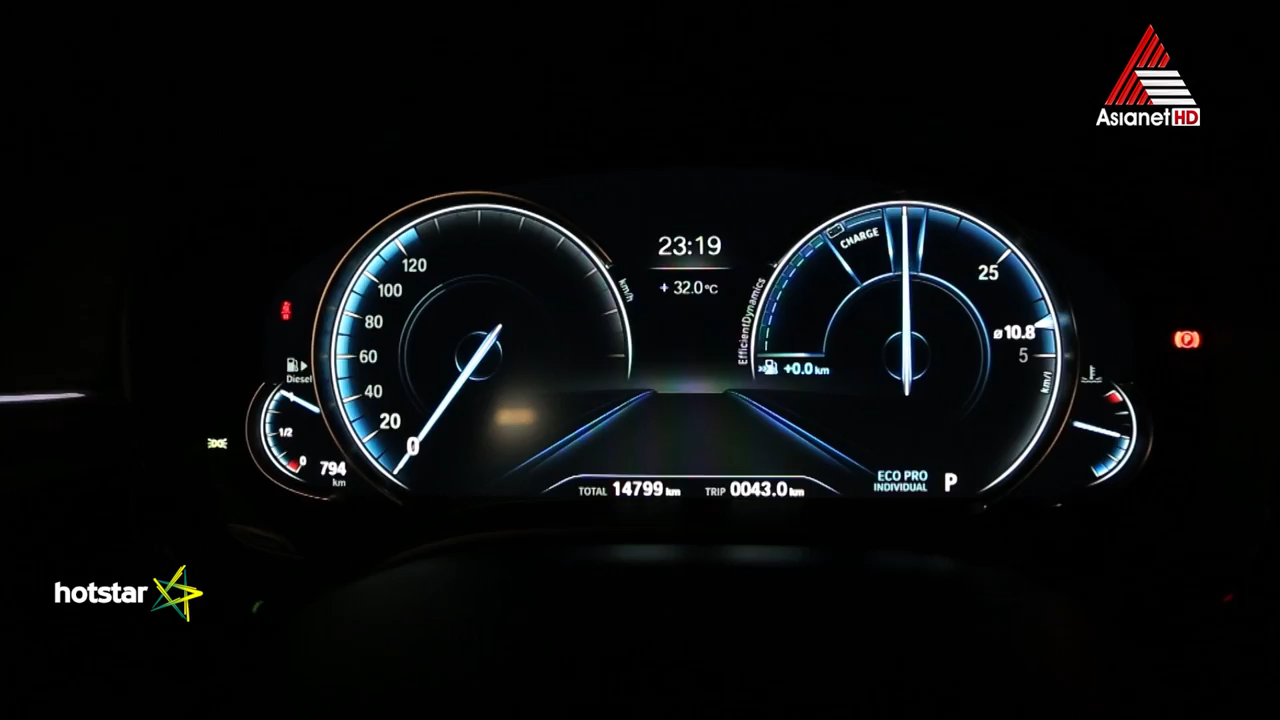 AsianetHD
23:19
+ 32.0°C
120
100
80
60
40
20
0
km/h
Diesel
1/2
0
794
km
EfficientDynamics
CHARGE
25
ø10.8
5
km/l
+0.0 km
TOTAL 14799 km TRIP 0043.0 km
ECO PRO
INDIVIDUAL
P
hotstar